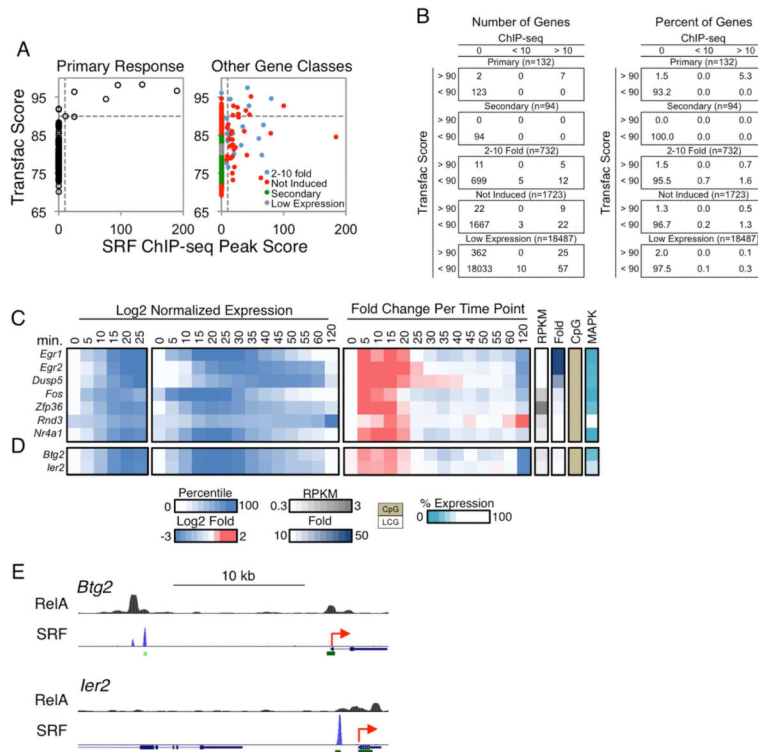 A
Primary Response
Other Gene Classes
Transfac Score
95
85
75
65
0
100
200
95
85
75
65
0
100
200
2-10 fold
Not Induced
Secondary
Low Expression
SRF ChIP-seq Peak Score
B
Number of Genes
ChIP-seq
0 < 10 > 10
Primary (n=132)
> 90 2 0 7
< 90 123 0 0
Secondary (n=94)
> 90 0 0 0
< 90 94 0 0
2-10 Fold (n=732)
> 90 11 0 5
< 90 699 5 12
Not Induced (n=1723)
> 90 22 0 9
< 90 1667 3 22
Low Expression (n=18487)
> 90 362 0 25
< 90 18033 10 57
Transfac Score
Percent of Genes
ChIP-seq
0 < 10 > 10
Primary (n=132)
> 90 1.5 0.0 5.3
< 90 93.2 0.0 0.0
Secondary (n=94)
> 90 0.0 0.0 0.0
< 90 100.0 0.0 0.0
2-10 Fold (n=732)
> 90 1.5 0.0 0.7
< 90 95.5 0.7 1.6
Not Induced (n=1723)
> 90 1.3 0.0 0.5
< 90 96.7 0.2 1.3
Low Expression (n=18487)
> 90 2.0 0.0 0.1
< 90 97.5 0.1 0.3
Transfac Score
C
Log2 Normalized Expression
Fold Change Per Time Point
min. 0 5 10 15 20 25 0 5 10 15 20 25 30 35 40 45 50 55 60 120 0 5 10 15 20 25 30 35 40 45 50 55 60 120 RPKM Fold CpG MAPK
Egr1
Egr2
Dusp5
Fos
Zfp36
Rnd3
Nr4a1
D
Btg2
Ier2
Percentile
0 100
Log2 Fold
-3 2
RPKM
0.3 3
Fold
10 50
CpG
LCG
% Expression
0 100
E
Btg2
10 kb
RelA
SRF
Ier2
RelA
SRF